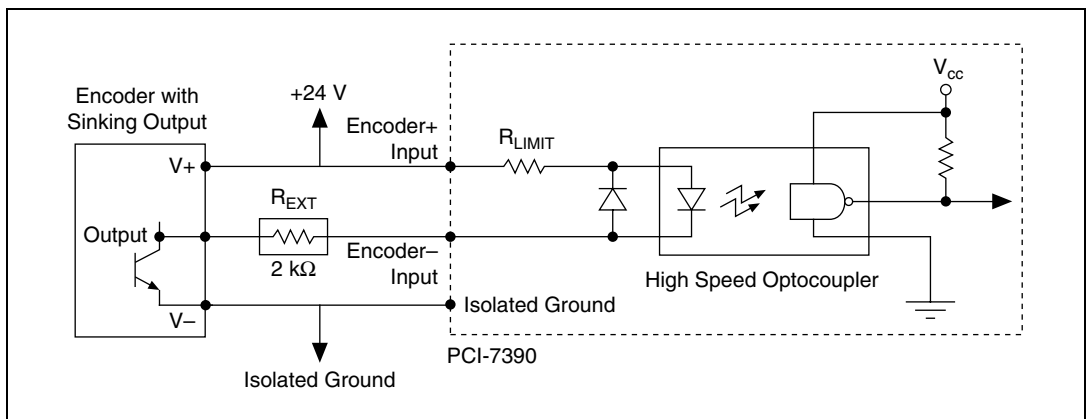 Encoder with
Sinking Output
+24 V
Encoder+
Input
R_LIMIT
V_cc
V+
R_EXT
Output
2 kΩ
Encoder–
Input
High Speed Optocoupler
V–
Isolated Ground
PCI-7390
Isolated Ground